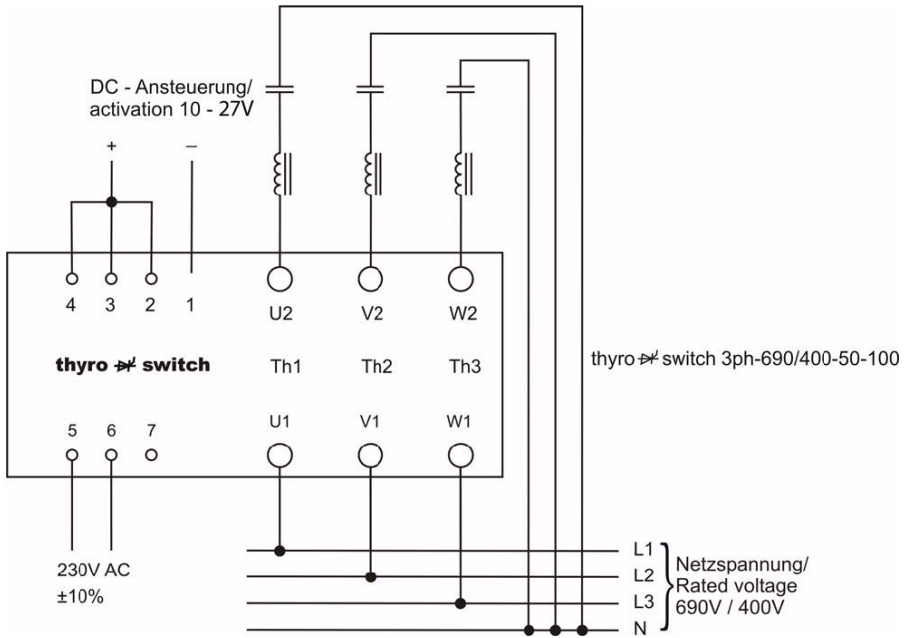 DC - Ansteuerung/
activation 10 - 27V
+ −
4 3 2 1
U2 V2 W2
thyro switch Th1 Th2 Th3
thyro switch 3ph-690/400-50-100
U1 V1 W1
5 6 7
230V AC
±10%
L1
L2
L3
N
Netzspannung/
Rated voltage
690V / 400V